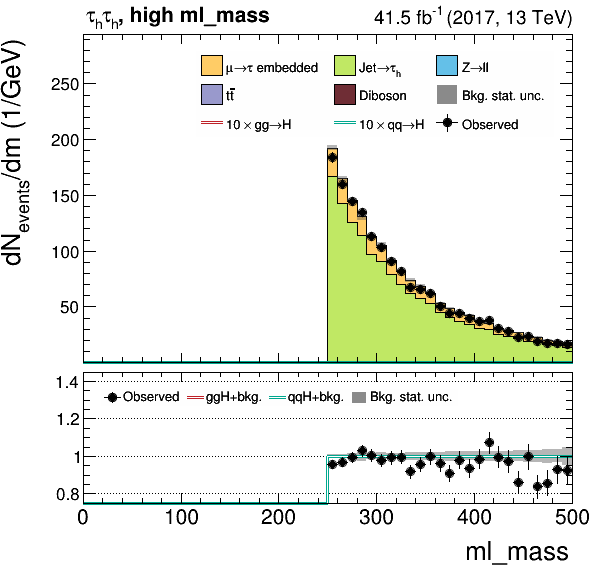 τhτh, high ml_mass 41.5 fb⁻¹ (2017, 13 TeV)
dNevents/dm (1/GeV)
250
200
150
100
50
μ→τ embedded Jet→τh Z→ll
tt̄ Diboson Bkg. stat. unc.
10 × gg→H 10 × qq→H Observed
1.4
1.2
1
0.8
Observed ggH+bkg. qqH+bkg. Bkg. stat. unc.
0 100 200 300 400 500
ml_mass